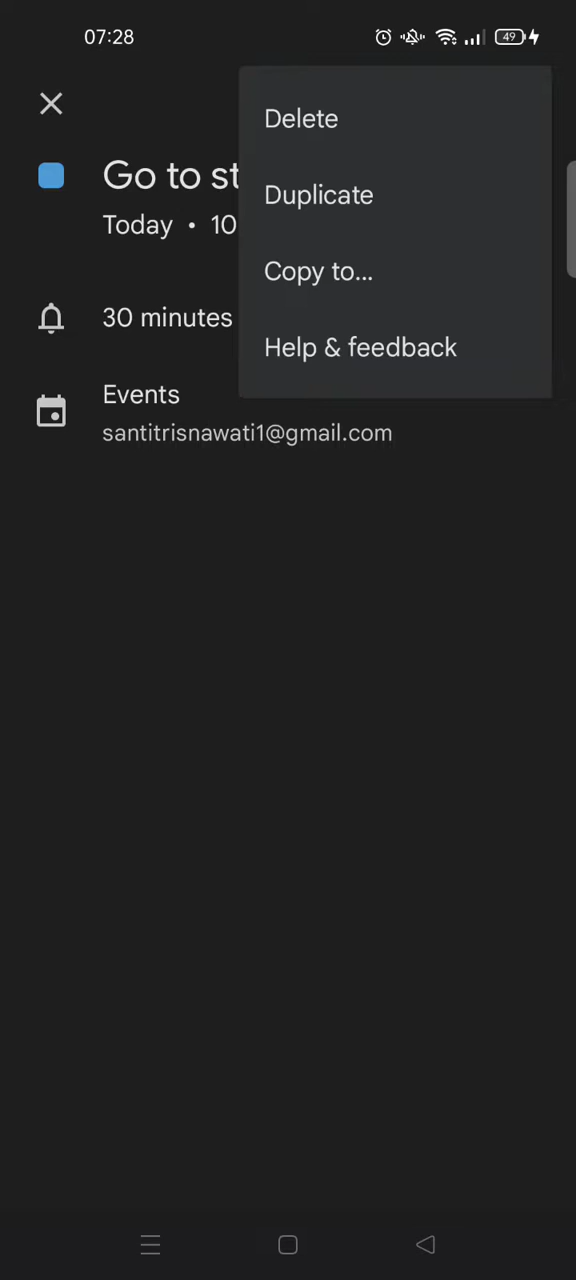 07:28
49
Delete
Go to st
Duplicate
Today • 10
Copy to...
30 minutes
Help & feedback
Events
santitrisnawati1@gmail.com